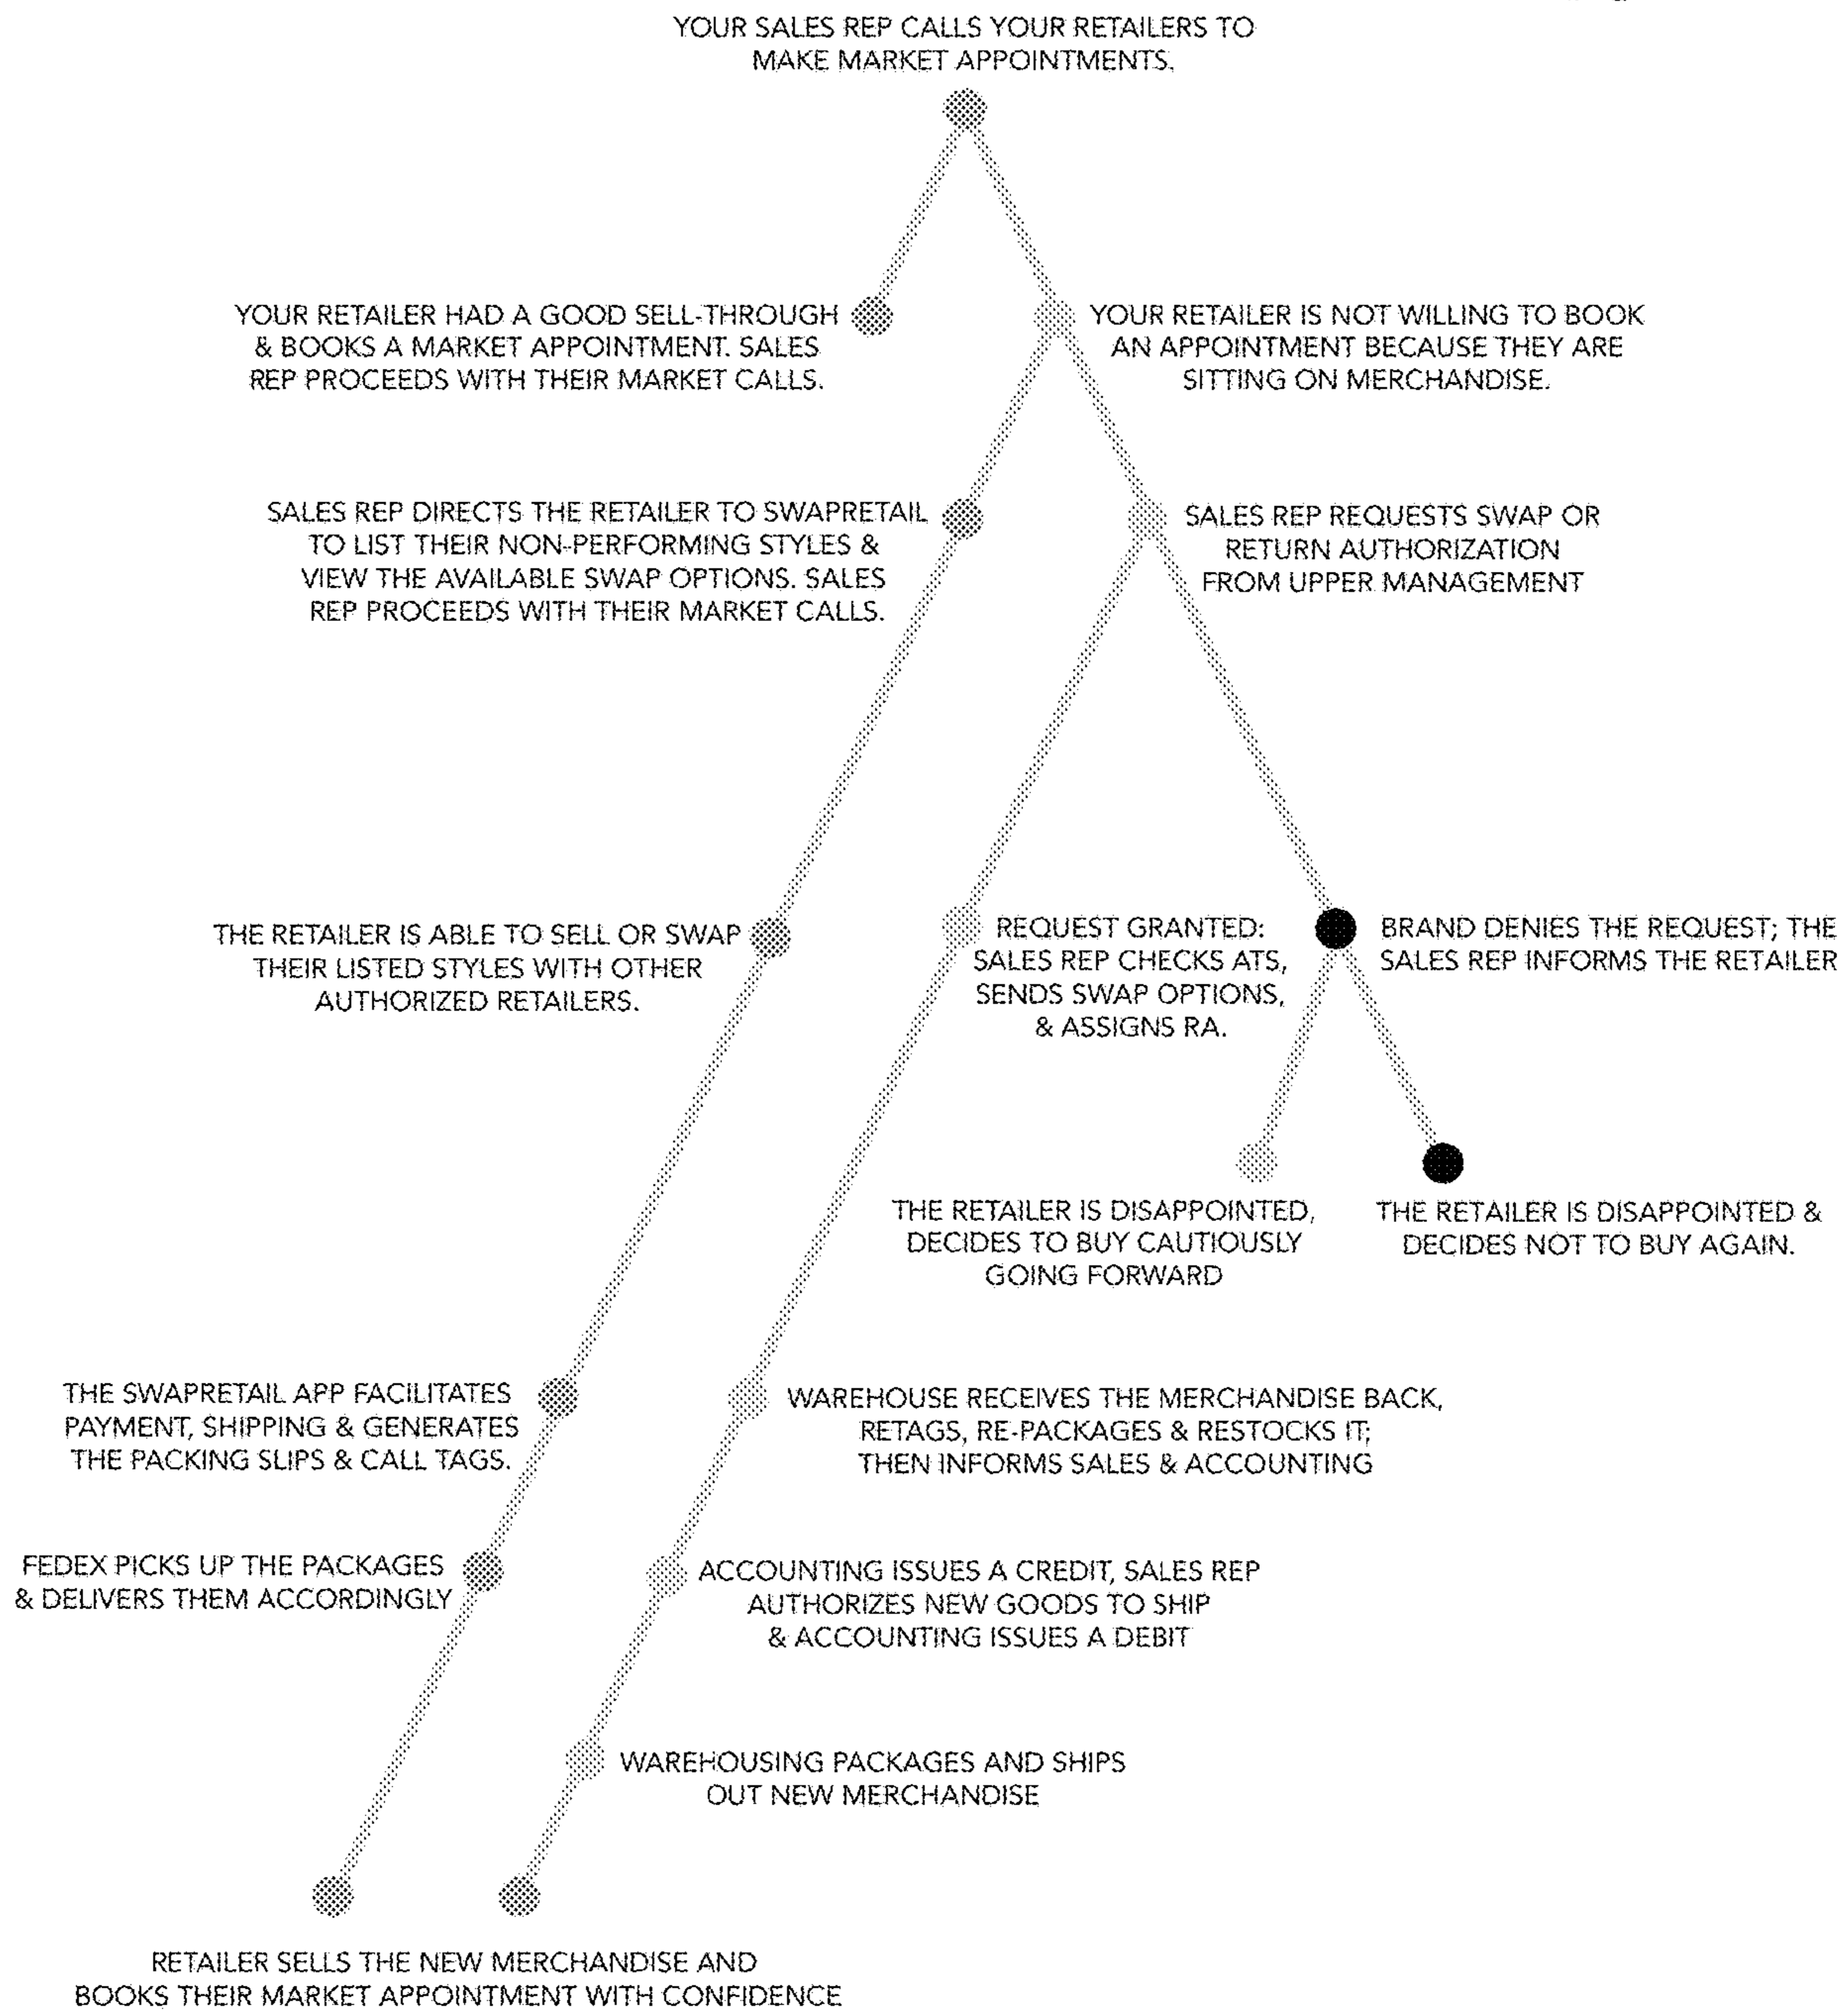 YOUR SALES REP CALLS YOUR RETAILERS TO
MAKE MARKET APPOINTMENTS.
YOUR RETAILER HAD A GOOD SELL-THROUGH
& BOOKS A MARKET APPOINTMENT. SALES
REP PROCEEDS WITH THEIR MARKET CALLS.
YOUR RETAILER IS NOT WILLING TO BOOK
AN APPOINTMENT BECAUSE THEY ARE
SITTING ON MERCHANDISE.
SALES REP DIRECTS THE RETAILER TO SWAPRETAIL
TO LIST THEIR NON-PERFORMING STYLES &
VIEW THE AVAILABLE SWAP OPTIONS. SALES
REP PROCEEDS WITH THEIR MARKET CALLS.
SALES REP REQUESTS SWAP OR
RETURN AUTHORIZATION
FROM UPPER MANAGEMENT
THE RETAILER IS ABLE TO SELL OR SWAP
THEIR LISTED STYLES WITH OTHER
AUTHORIZED RETAILERS.
REQUEST GRANTED:
SALES REP CHECKS ATS,
SENDS SWAP OPTIONS,
& ASSIGNS RA.
BRAND DENIES THE REQUEST; THE
SALES REP INFORMS THE RETAILER
THE RETAILER IS DISAPPOINTED,
DECIDES TO BUY CAUTIOUSLY
GOING FORWARD
THE RETAILER IS DISAPPOINTED &
DECIDES NOT TO BUY AGAIN.
THE SWAPRETAIL APP FACILITATES
PAYMENT, SHIPPING & GENERATES
THE PACKING SLIPS & CALL TAGS.
WAREHOUSE RECEIVES THE MERCHANDISE BACK,
RETAGS, RE-PACKAGES & RESTOCKS IT;
THEN INFORMS SALES & ACCOUNTING
FEDEX PICKS UP THE PACKAGES
& DELIVERS THEM ACCORDINGLY
ACCOUNTING ISSUES A CREDIT, SALES REP
AUTHORIZES NEW GOODS TO SHIP
& ACCOUNTING ISSUES A DEBIT
WAREHOUSING PACKAGES AND SHIPS
OUT NEW MERCHANDISE
RETAILER SELLS THE NEW MERCHANDISE AND
BOOKS THEIR MARKET APPOINTMENT WITH CONFIDENCE